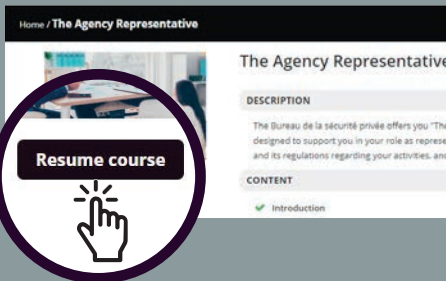 Home / The Agency Representative
The Agency Representative
DESCRIPTION
The Bureau de la sécurité privée offers you "The
designed to support you in your role as represe
and its regulations regarding your activities, and
CONTENT
Introduction
Resume course